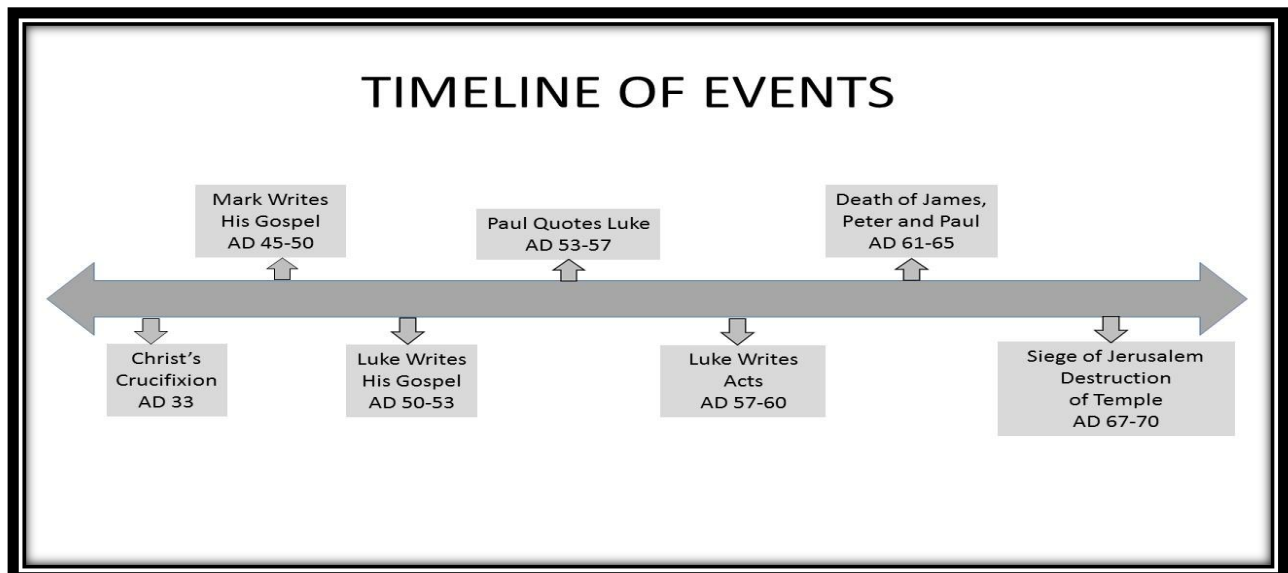 TIMELINE OF EVENTS
Mark Writes
His Gospel
AD 45-50
Paul Quotes Luke
AD 53-57
Death of James,
Peter and Paul
AD 61-65
Christ’s
Crucifixion
AD 33
Luke Writes
His Gospel
AD 50-53
Luke Writes
Acts
AD 57-60
Siege of Jerusalem
Destruction
of Temple
AD 67-70